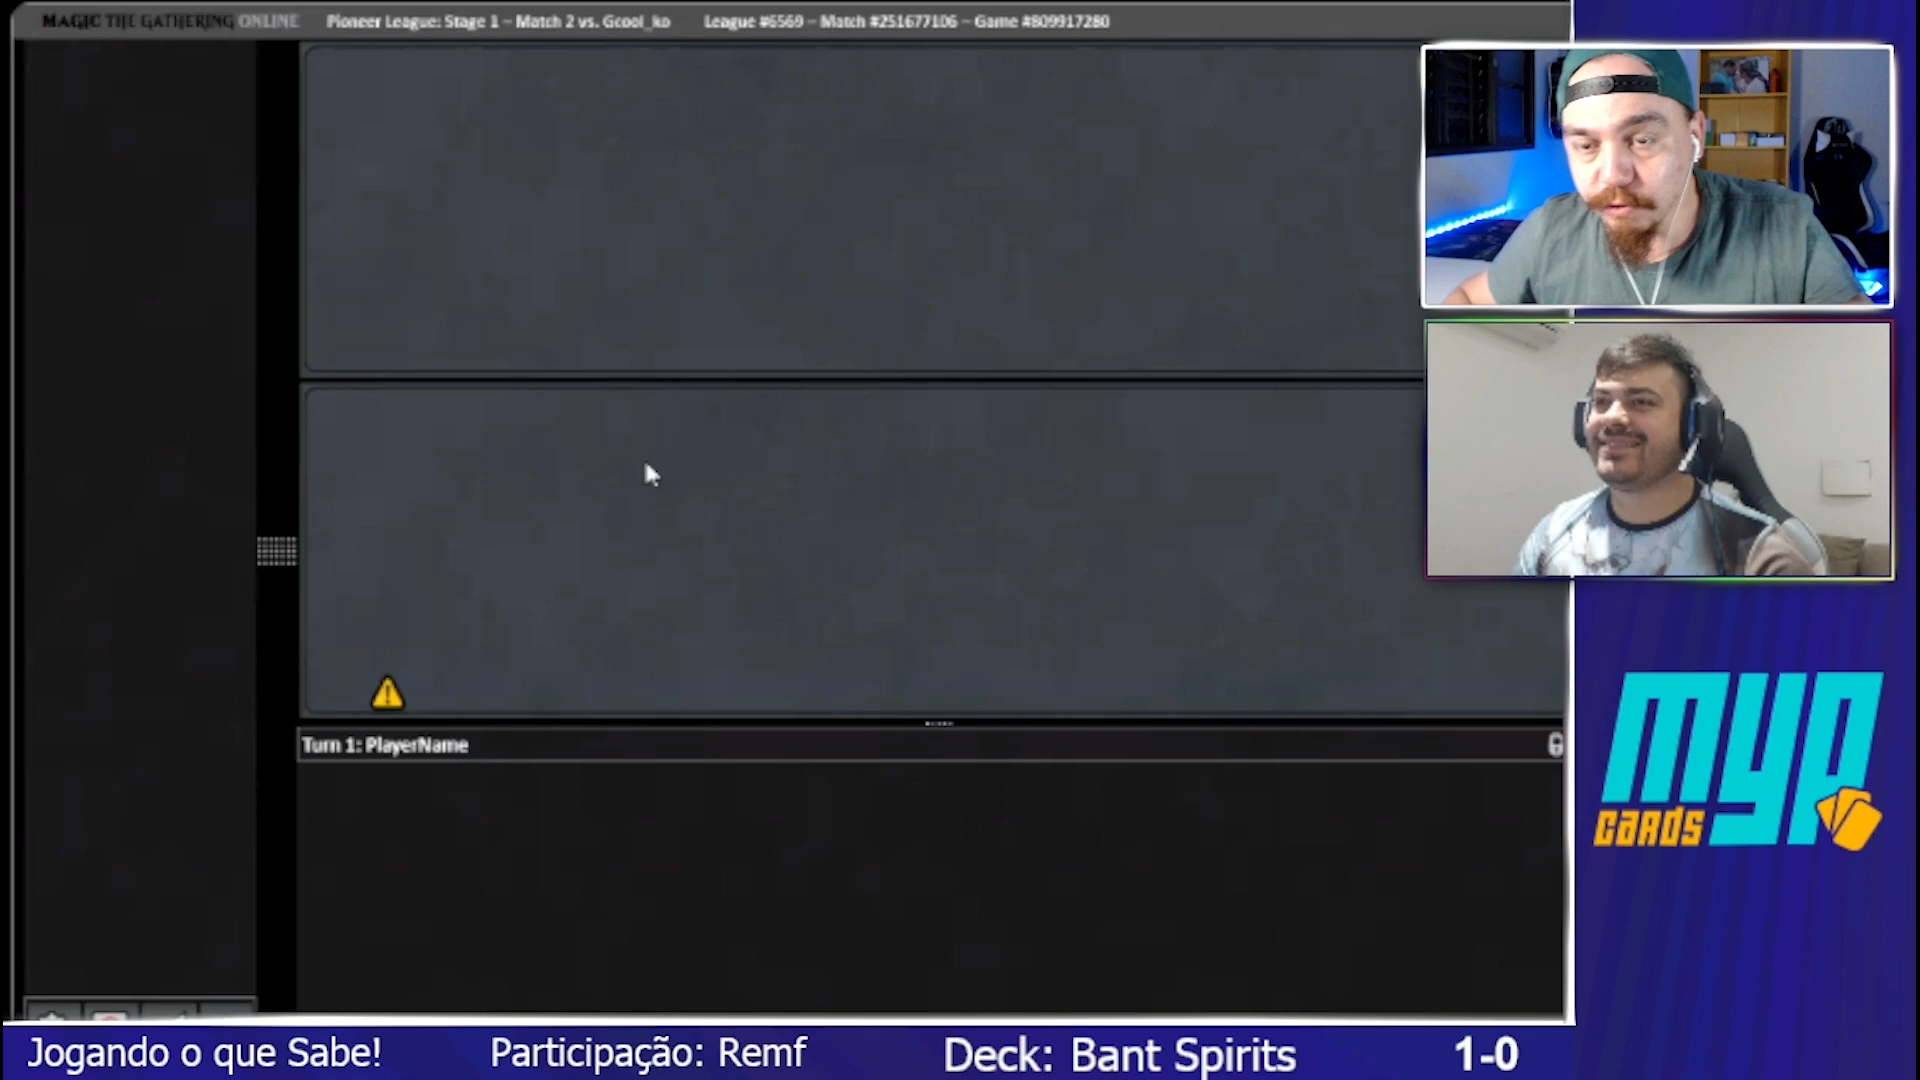 MAGIC THE GATHERING ONLINE Pioneer League: Stage 1 – Match 2 vs. Gcool_ko League #6569 – Match #251677106 – Game #809917280
Turn 1: PlayerName
MYP
CARDS
Jogando o que Sabe! Participação: Remf Deck: Bant Spirits 1-0